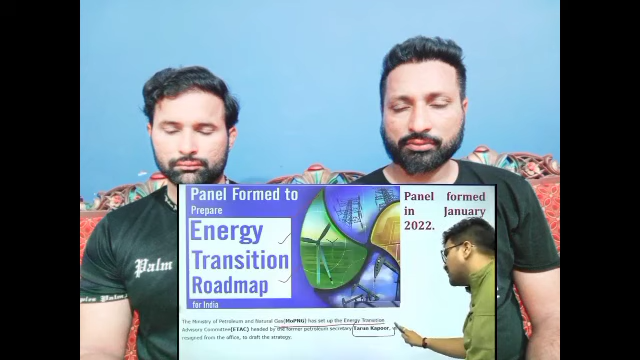 Panel Formed to
Prepare
Energy
Transition
Roadmap
for India
Panel formed
in January
2022.
The Ministry of Petroleum and Natural Gas(MoPNG) has set up the Energy Transition
Advisory Committee(ETAC) headed by the former petroleum secretary Tarun Kapoor,
resigned from the office, to draft the strategy.
Palm